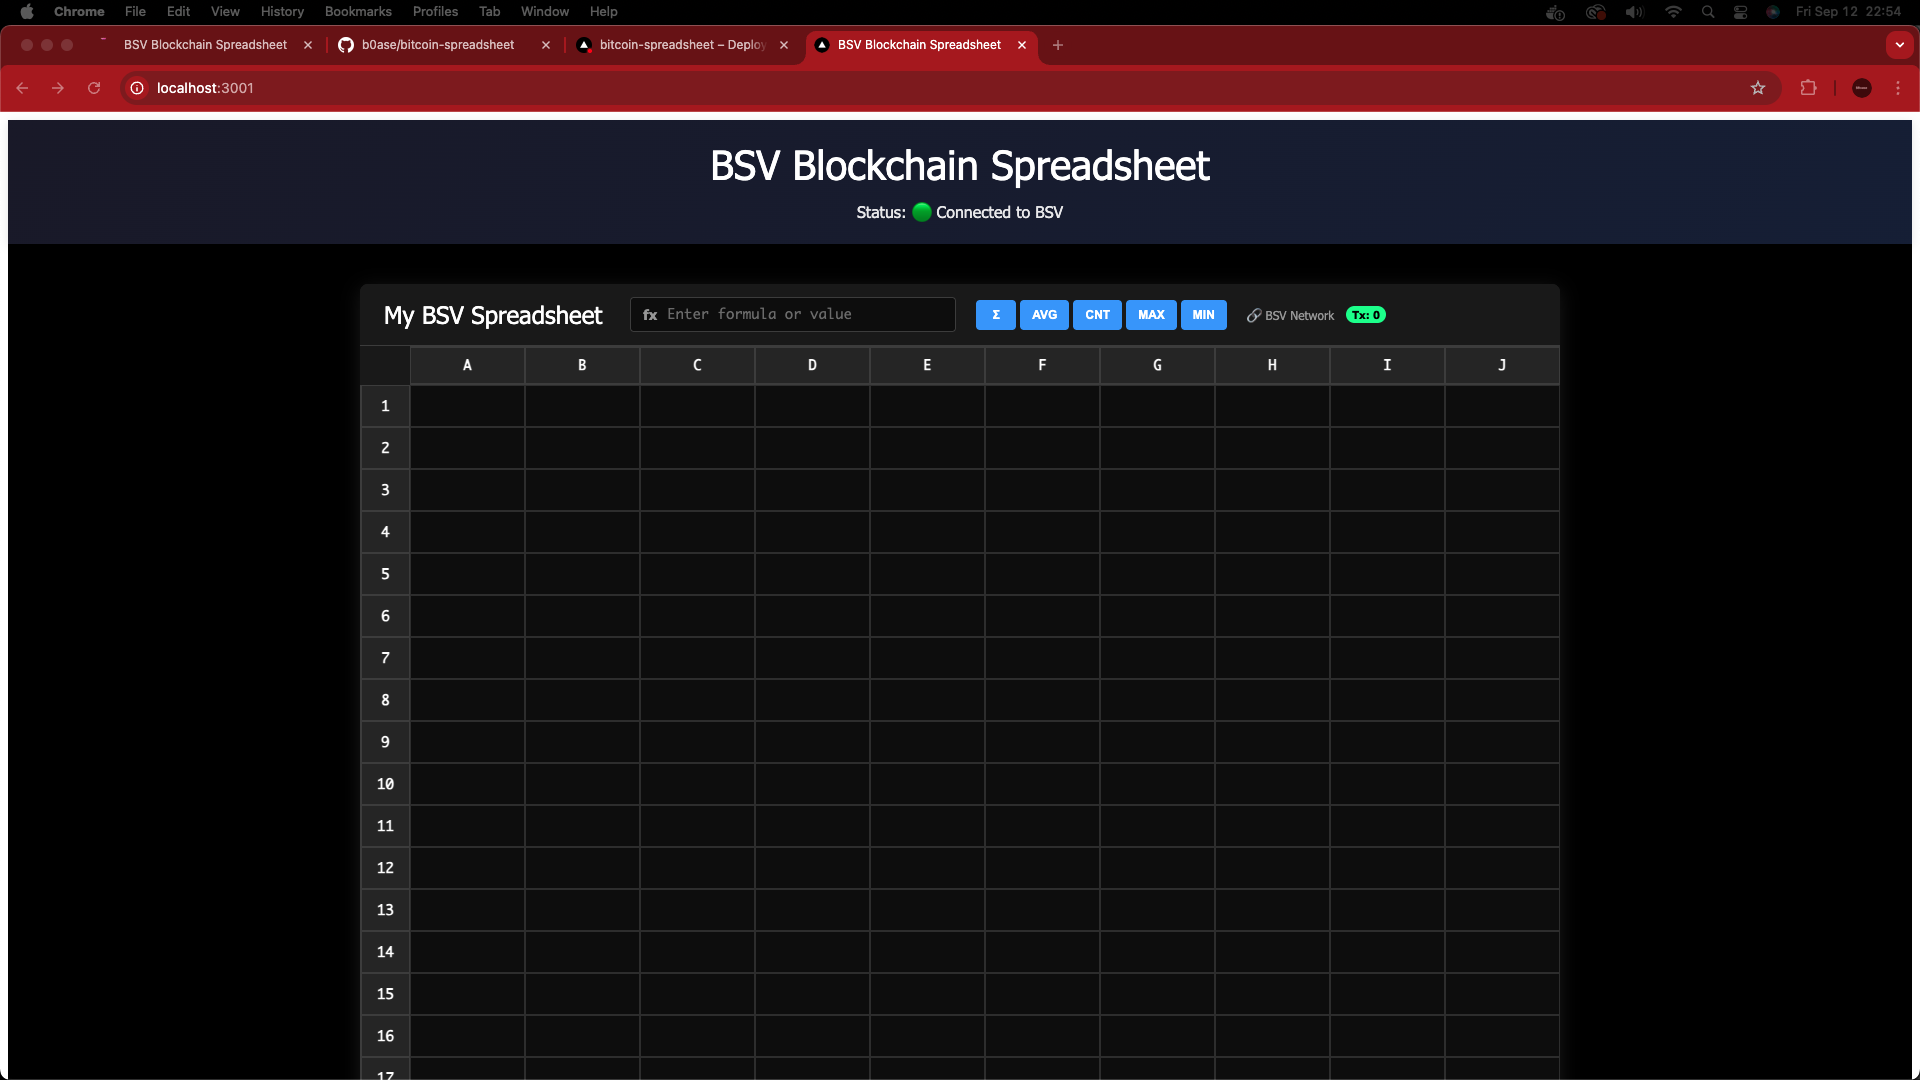 Chrome File Edit View History Bookmarks Profiles Tab Window Help Fri Sep 12 22:54
BSV Blockchain Spreadsheet b0ase/bitcoin-spreadsheet bitcoin-spreadsheet – Deploy BSV Blockchain Spreadsheet
localhost:3001
BSV Blockchain Spreadsheet
Status: Connected to BSV
My BSV Spreadsheet fx Enter formula or value Σ AVG CNT MAX MIN BSV Network Tx: 0
A B C D E F G H I J
1
2
3
4
5
6
7
8
9
10
11
12
13
14
15
16
17